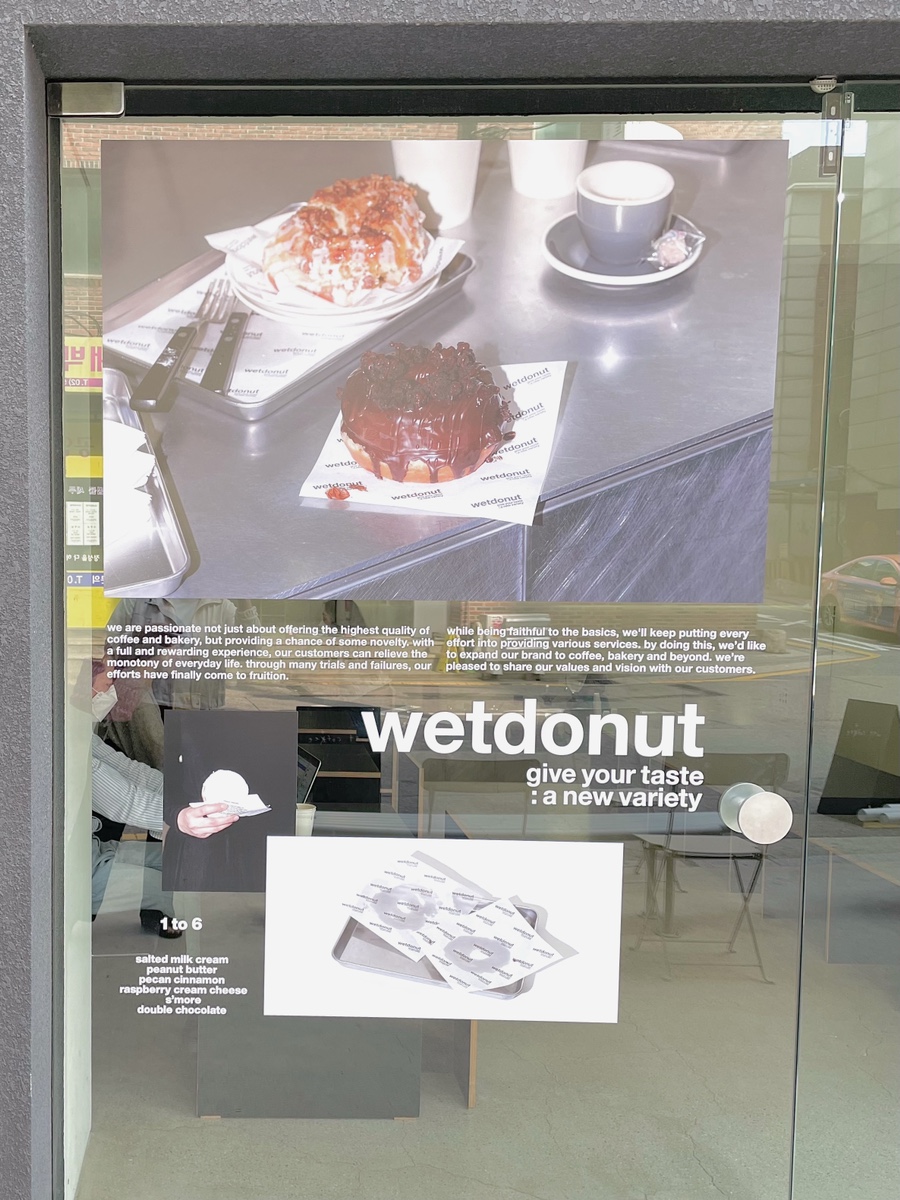 wetdonut
wetdonut
wetdonut
wetdonut
wetdonut
wetdonut
wetdonut
we are passionate not just about offering the highest quality of
coffee and bakery, but providing a chance of some novelty. with
a full and rewarding experience, our customers can relieve the
monotony of everyday life. through many trials and failures, our
efforts have finally come to fruition.
while being faithful to the basics, we'll keep putting every
effort into providing various services. by doing this, we'd like
to expand our brand to coffee, bakery and beyond. we're
pleased to share our values and vision with our customers.
wetdonut
give your taste
: a new variety
1 to 6
salted milk cream
peanut butter
pecan cinnamon
raspberry cream cheese
s'more
double chocolate